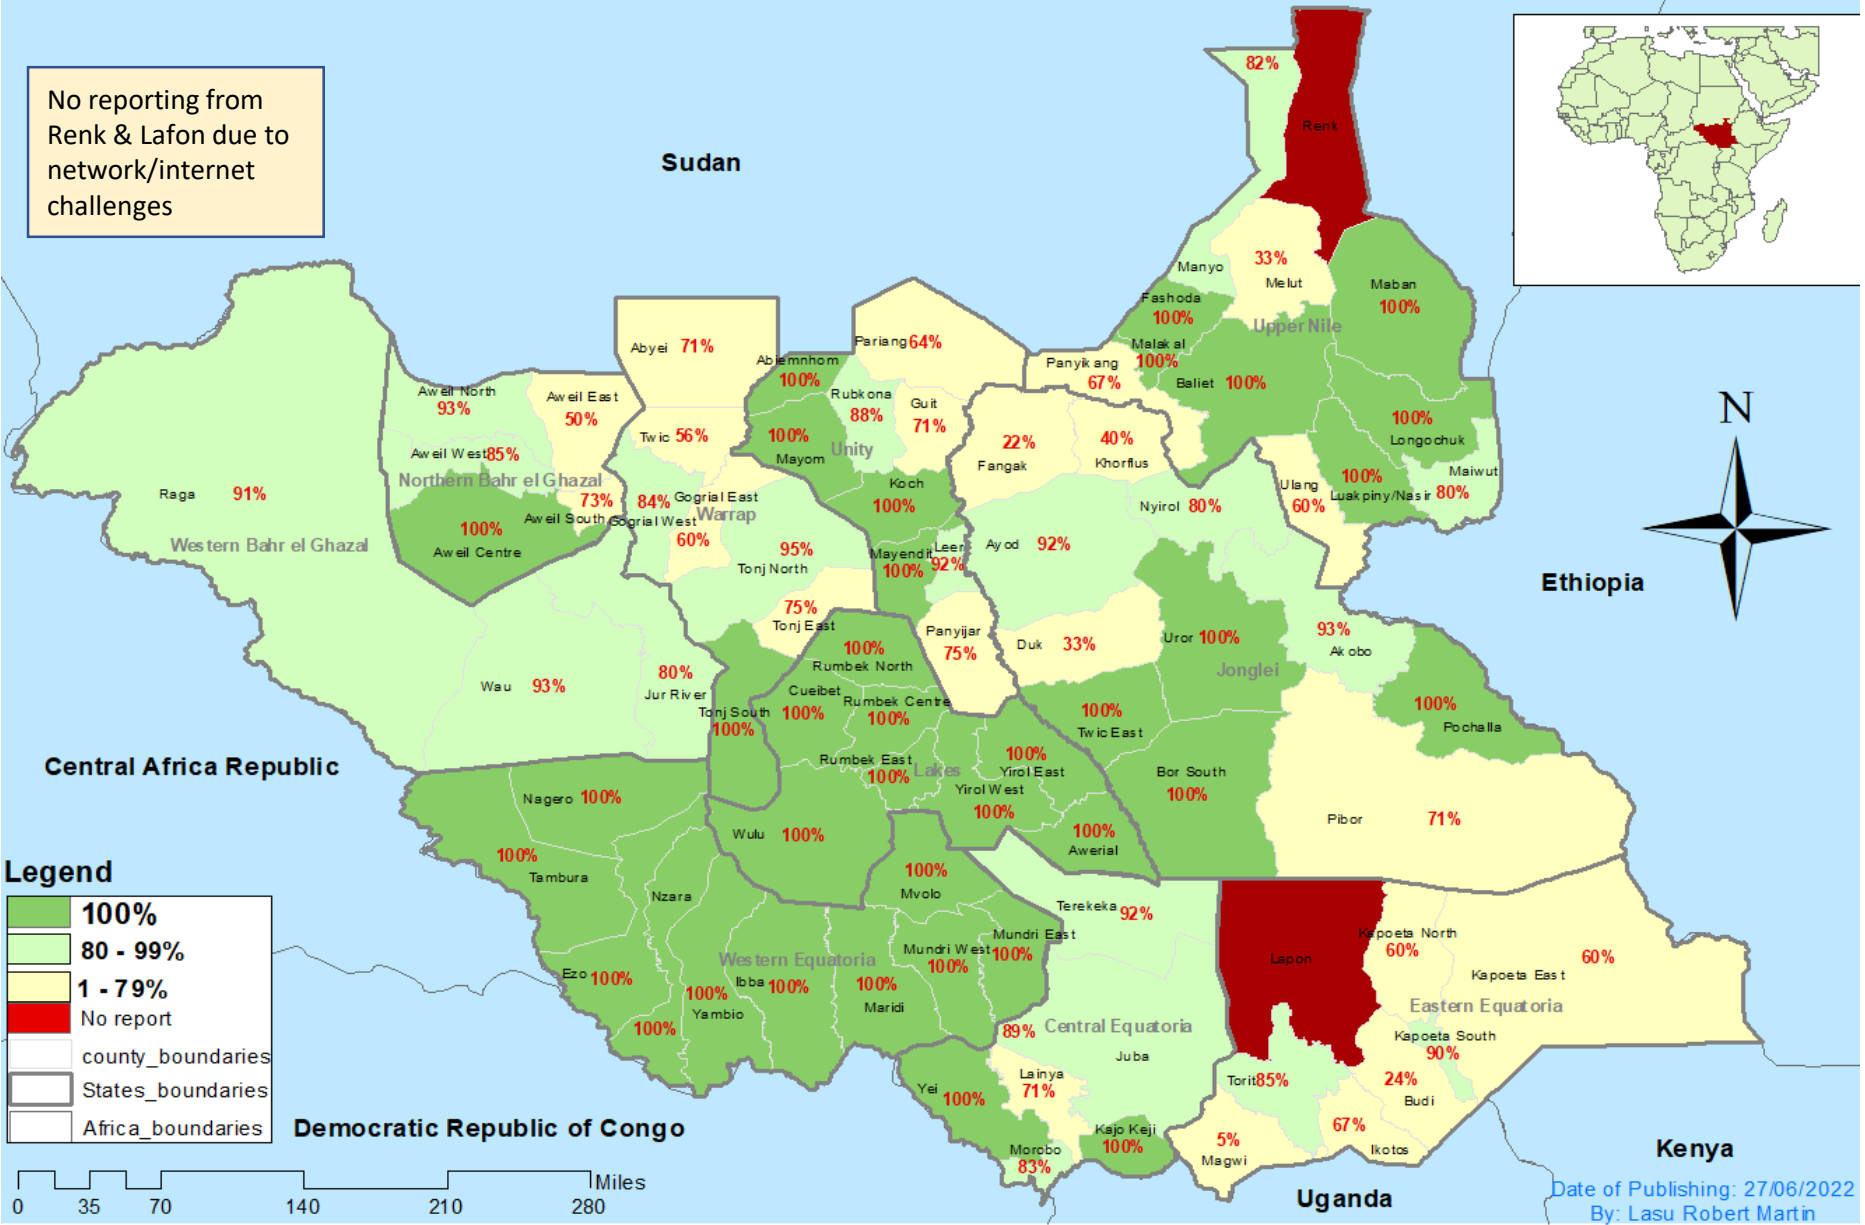 No reporting from
Renk & Lafon due to
network/internet
challenges
Sudan
82%
Renk
Manyo
33%
Melut
Maban
100%
Fashoda
100%
Upper Nile
Malakal
100%
Panyikang
67%
Baliet 100%
100%
Longochuk
Maiwut
80%
100%
Luakpiny/Nasir
Ulang
60%
Abyei 71%
Abiemnhom
100%
Pariang 64%
Rubkona
88%
Guit
71%
100%
Mayom
Unity
Koch
100%
Mayendit
100%
Leer
92%
Panyijar
75%
Aweil North
93%
Aweil East
50%
Aweil West 85%
Northern Bahr el Ghazal
73%
Aweil South
100%
Aweil Centre
Twic 56%
84% Gogrial East
Gogrial West
Warrap
60%
95%
Tonj North
75%
Tonj East
Tonj South
100%
Raga 91%
Western Bahr el Ghazal
Wau 93%
80%
Jur River
22%
Fangak
40%
Khorflus
Nyirol 80%
Ayod 92%
Duk 33%
Uror 100%
Jonglei
93%
Akobo
100%
Pochalla
100%
Twic East
Bor South
100%
Pibor 71%
Ethiopia
N
100%
Rumbek North
Cueibet
100%
Rumbek Centre
100%
Rumbek East
100%
Lakes
100%
Yirol East
Yirol West
100%
100%
Awerial
Wulu 100%
Central Africa Republic
Nagero 100%
100%
Tambura
Nzara
100%
Mvolo
Mundri East
100%
Mundri West
100%
Western Equatoria
Ezo 100%
100%
100%
Yambio
Ibba 100%
100%
Maridi
Terekeka 92%
89%
Central Equatoria
Juba
Lainya
71%
Yei 100%
Morobo
83%
Kajo Keji
100%
Lapon
Kapoeta North
60%
60%
Kapoeta East
Eastern Equatoria
Kapoeta South
90%
Torit 85%
24%
Budi
67%
Ikotos
5%
Magwi
Legend
100%
80 - 99%
1 - 79%
No report
county_boundaries
States_boundaries
Africa_boundaries
Democratic Republic of Congo
Kenya
Uganda
Miles
0 35 70 140 210 280
Date of Publishing: 27/06/2022
By: Lasu Robert Martin